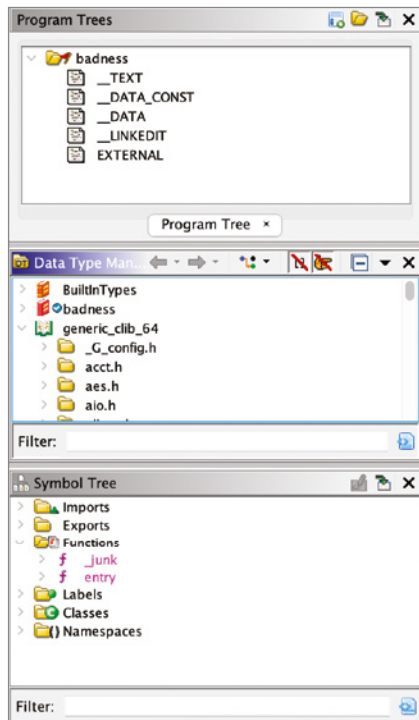 Program Trees
badness
__TEXT
__DATA_CONST
__DATA
__LINKEDIT
EXTERNAL
Program Tree
Data Type Man...
BuiltInTypes
badness
generic_clib_64
_G_config.h
acct.h
aes.h
aio.h
Filter:
Symbol Tree
Imports
Exports
Functions
f _junk
f entry
Labels
Classes
Namespaces
Filter: